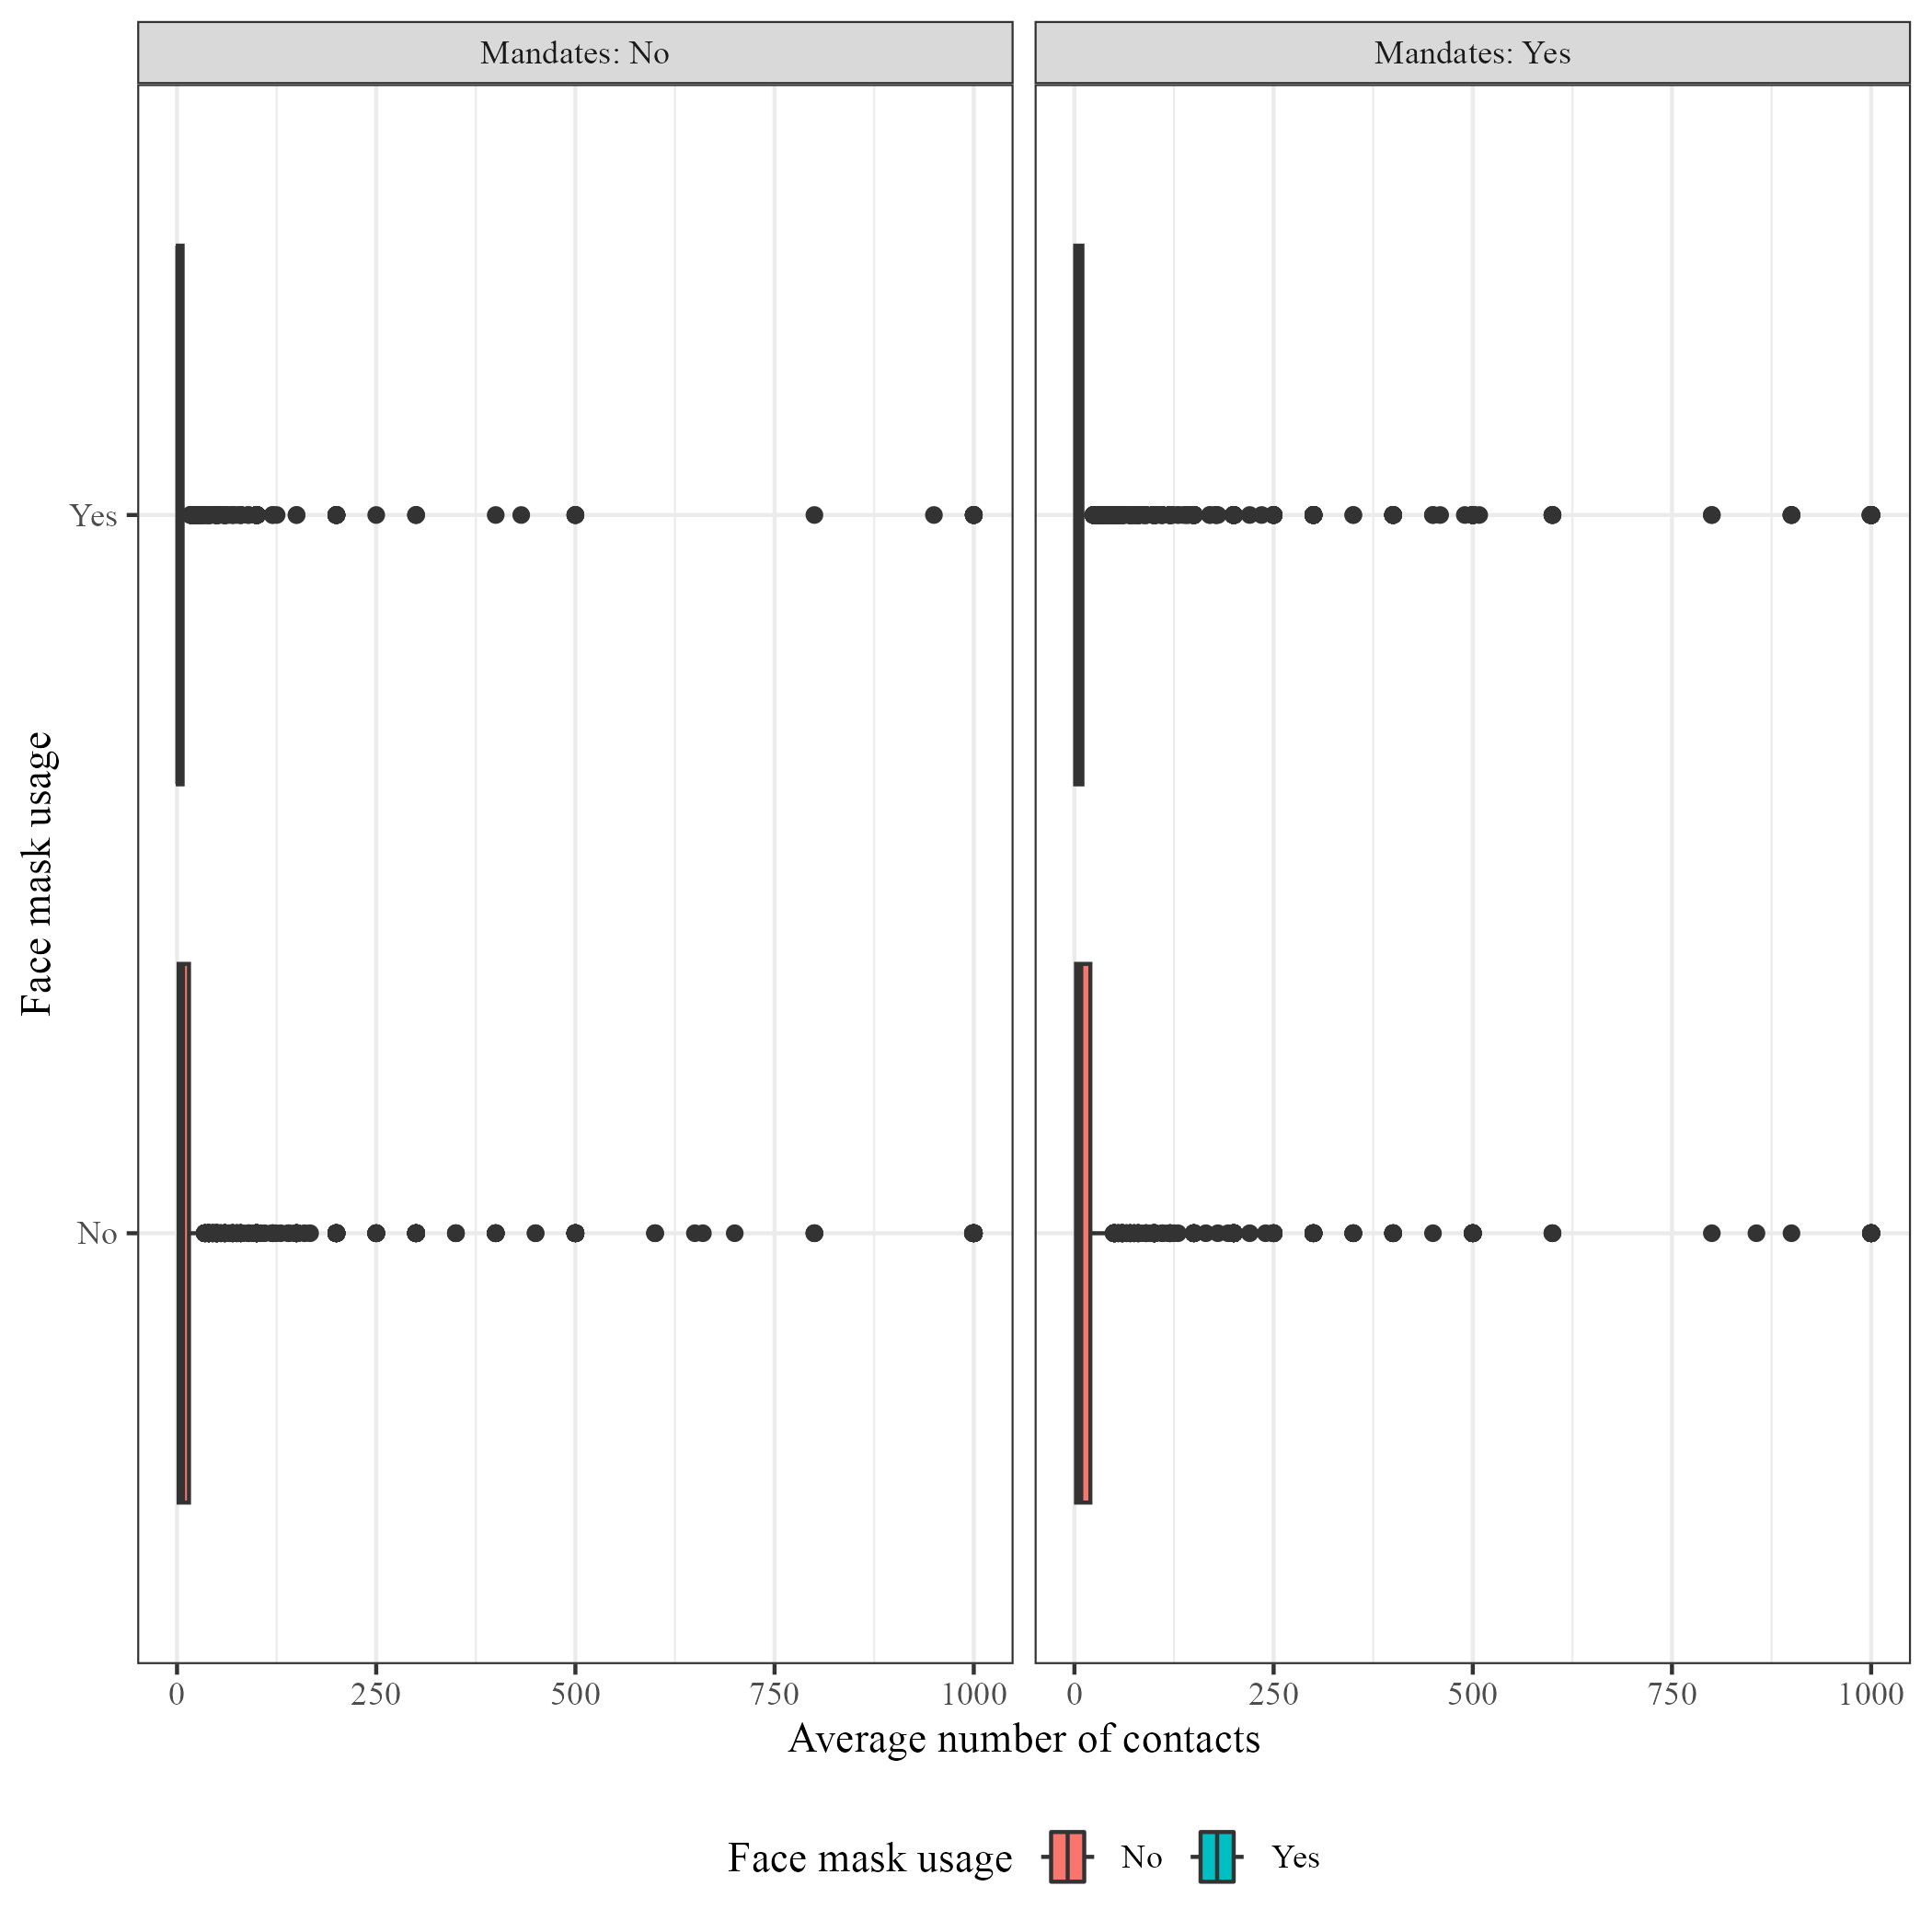 Mandates: No
Mandates: Yes
Face mask usage
Yes
No
0 250 500 750 1000
0 250 500 750 1000
Average number of contacts
Face mask usage No Yes